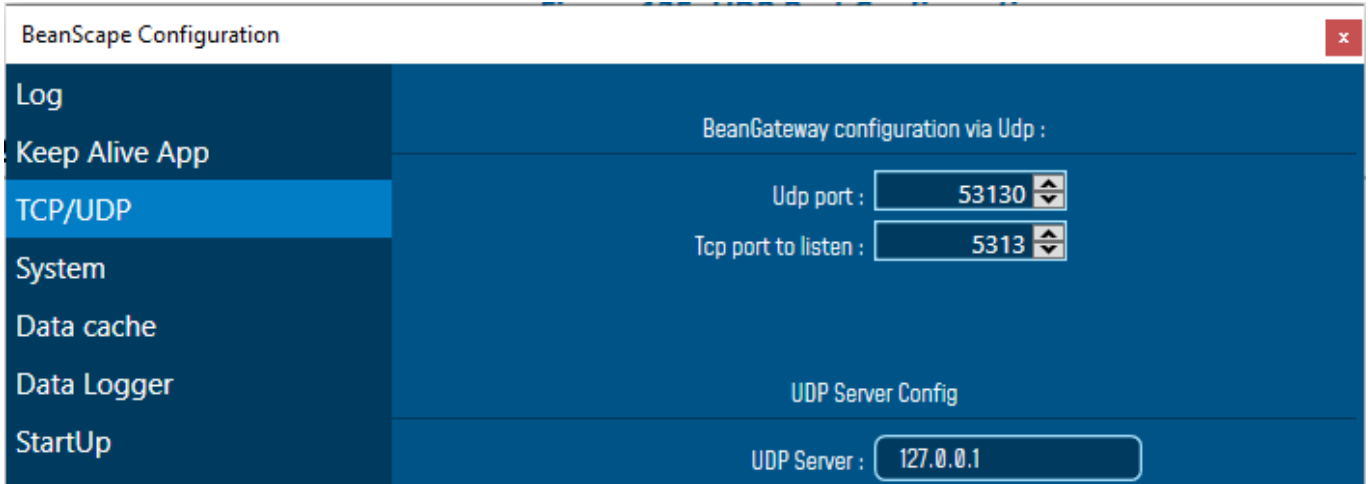 BeanScape Configuration
x
Log
Keep Alive App
TCP/UDP
System
Data cache
Data Logger
StartUp
BeanGateway configuration via Udp :
Udp port : 53130
Tcp port to listen : 5313
UDP Server Config
UDP Server : 127.0.0.1